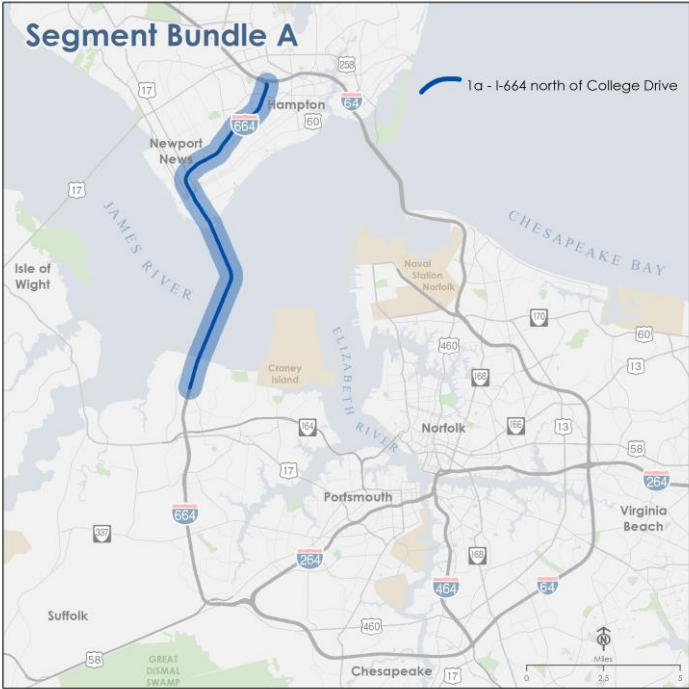 Segment Bundle A
1a - I-664 north of College Drive
17
258
Hampton
64
664
60
Newport
News
17
JAMES RIVER
CHESAPEAKE BAY
Isle of
Wight
Naval
Station
Norfolk
170
60
460
13
Craney
Island
ELIZABETH RIVER
168
164
Norfolk
166
13
58
17
264
Portsmouth
Virginia
Beach
664
337
264
168
464
64
Suffolk
460
N
Miles
58
GREAT
DISMAL
SWAMP
Chesapeake
17
0
2.5
5